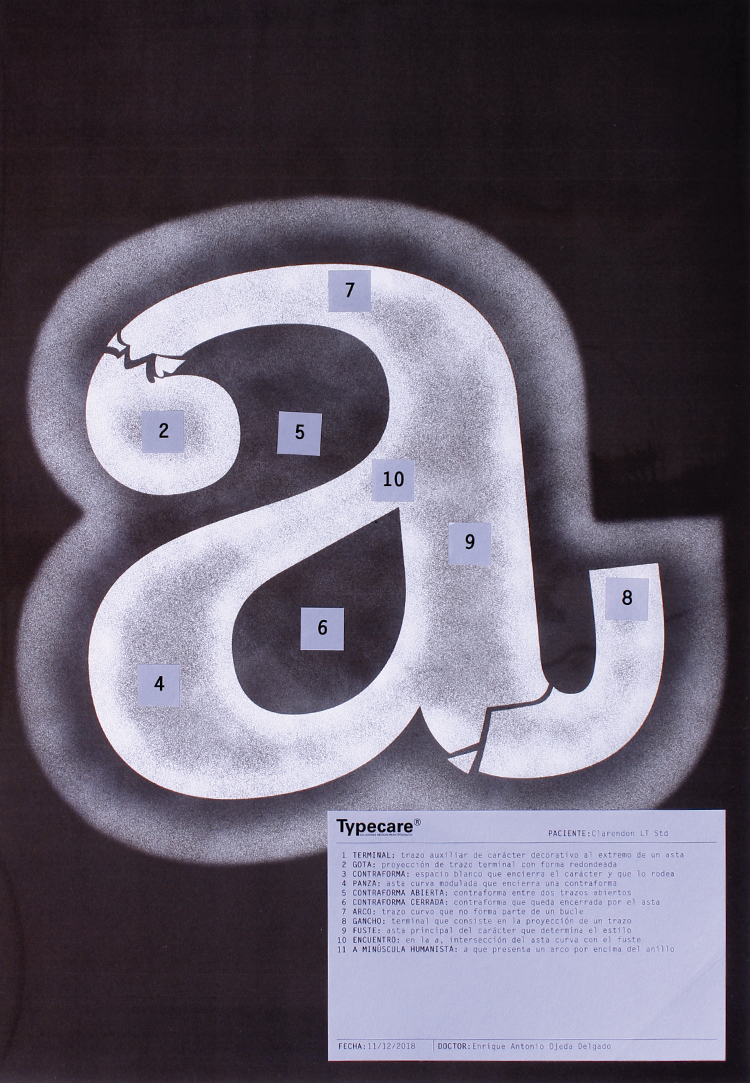 7
2
5
10
9
8
6
4
Typecare®
PACIENTE:Clarendon LT Std
1 TERMINAL: trazo auxiliar de carácter decorativo al extremo de un asta
2 GOTA: proyección de trazo terminal con forma redondeada
3 CONTRAFORMA: espacio blanco que encierra el carácter y que lo rodea
4 PANZA: asta curva modulada que encierra una contraforma
5 CONTRAFORMA ABIERTA: contraforma entre dos trazos abiertos
6 CONTRAFORMA CERRADA: contraforma que queda encerrada por el asta
7 ARCO: trazo curvo que no forma parte de un bucle
8 GANCHO: terminal que consiste en la proyección de un trazo
9 FUSTE: asta principal del carácter que determina el estilo
10 ENCUENTRO: en la a, intersección del asta curva con el fuste
11 A MINÚSCULA HUMANISTA: a que presenta un arco por encima del anillo
FECHA:11/12/2018 DOCTOR:Enrique Antonio Ojeda Delgado